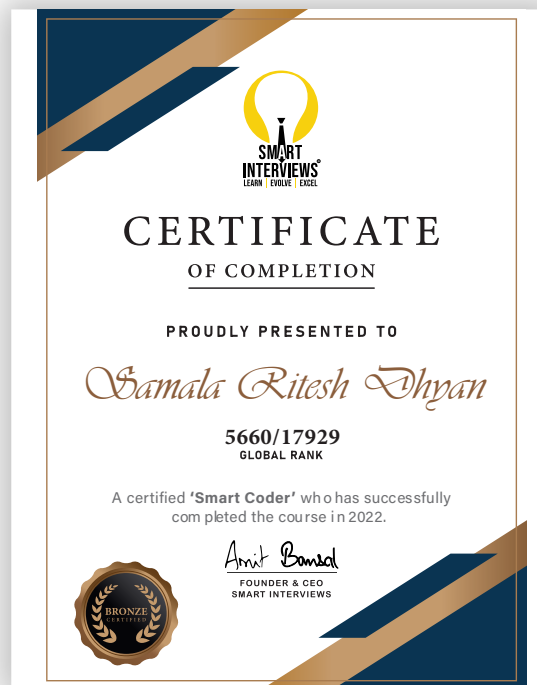 SMART
INTERVIEWS
LEARN | EVOLVE | EXCEL
CERTIFICATE
OF COMPLETION
PROUDLY PRESENTED TO
Samala Ritesh Dhyan
5660/17929
GLOBAL RANK
A certified ‘Smart Coder’ who has successfully
completed the course in 2022.
Amit Bansal
FOUNDER & CEO
SMART INTERVIEWS
BRONZE
CERTIFIED